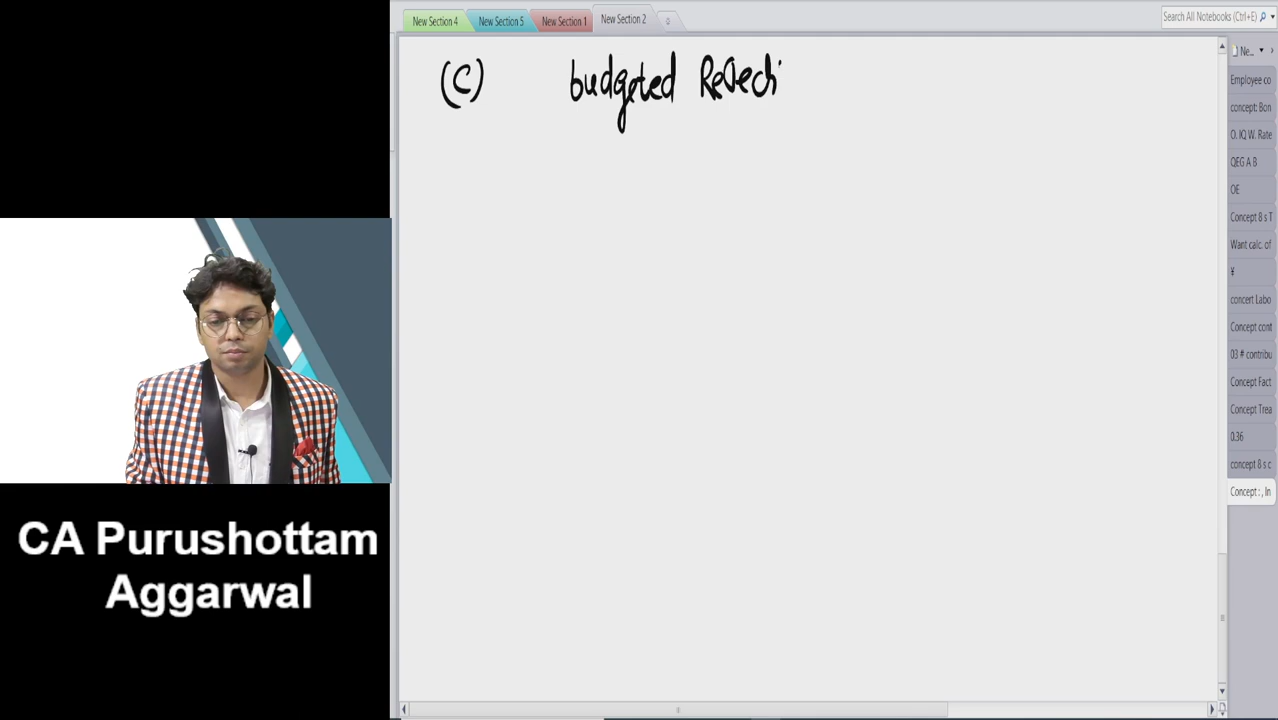 New Section 4
New Section 5
New Section 1
New Section 2
Search All Notebooks (Ctrl+E)
Ne...
(C) budgeted
Employee co
concept: Bon
O. IQ W. Rate
QEG A B
OE
Concept 8 s T
Want calc. of
¥
concert Labo
Concept cont
03 # contribu
Concept Fact
Concept Trea
0.36
concept 8 s c
Concept : , In
CA Purushottam
Aggarwal